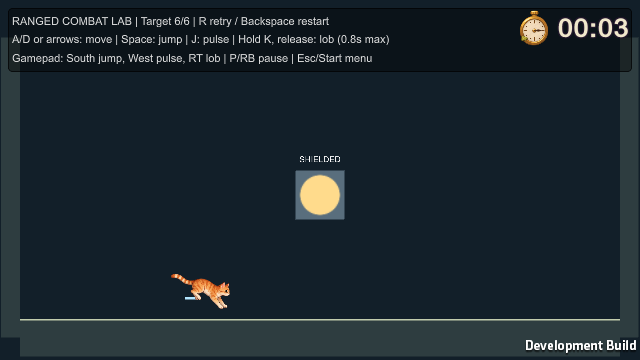 RANGED COMBAT LAB | Target 6/6 | R retry / Backspace restart
A/D or arrows: move | Space: jump | J: pulse | Hold K, release: lob (0.8s max)
Gamepad: South jump, West pulse, RT lob | P/RB pause | Esc/Start menu
00:03
SHIELDED
Development Build